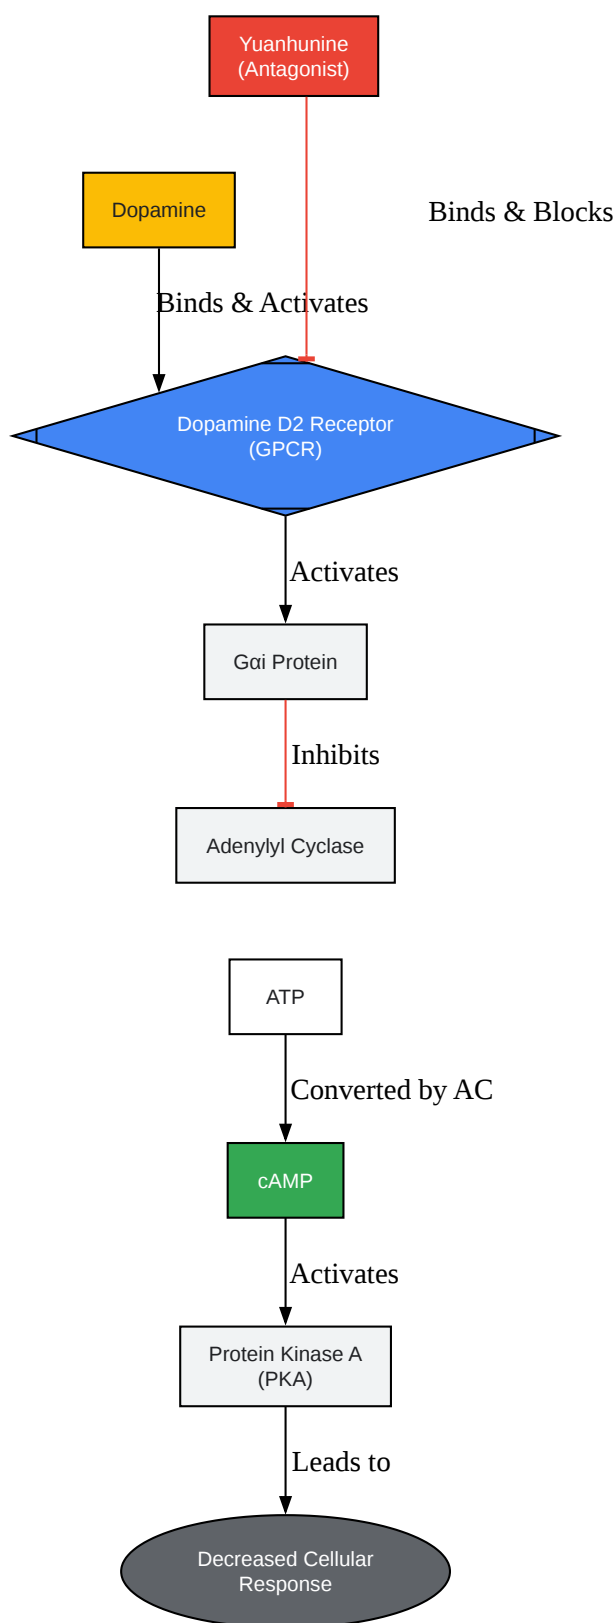 Yuanhunine
(Antagonist)
Dopamine
Binds & Blocks
Binds & Activates
Dopamine D2 Receptor
(GPCR)
Activates
Gαi Protein
Inhibits
Adenylyl Cyclase
ATP
Converted by AC
cAMP
Activates
Protein Kinase A
(PKA)
Leads to
Decreased Cellular
Response